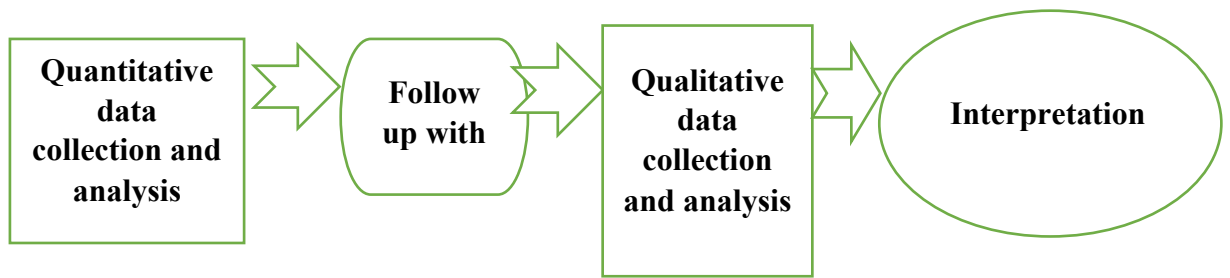 Quantitative
data
collection and
analysis
Follow
up with
Qualitative
data
collection
and analysis
Interpretation